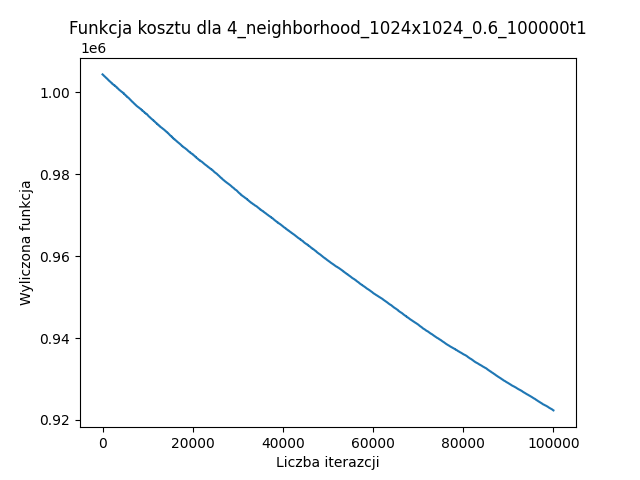 Funkcja kosztu dla 4_neighborhood_1024x1024_0.6_100000t1
1e6
1.00
0.98
0.96
0.94
0.92
Wyliczona funkcja
0 20000 40000 60000 80000 100000
Liczba iterazcji